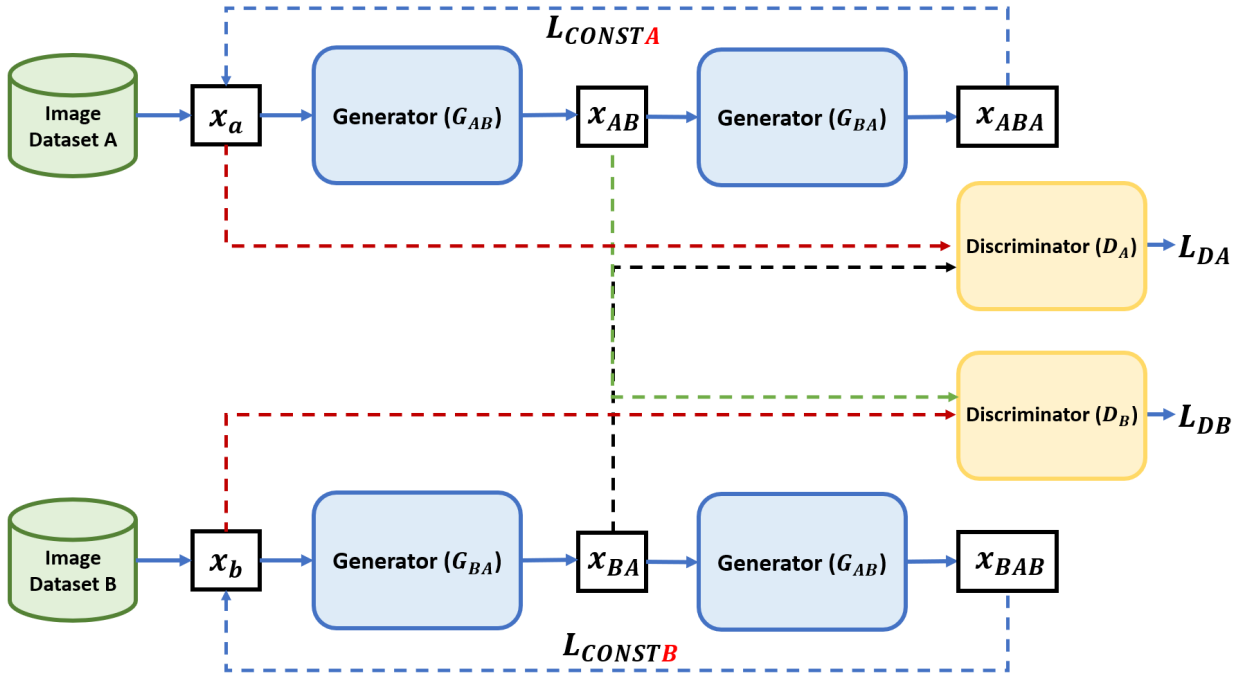 L_CONSTA
Image
Dataset A
x_a
Generator (G_AB)
x_AB
Generator (G_BA)
x_ABA
Discriminator (D_A)
L_DA
Discriminator (D_B)
L_DB
Image
Dataset B
x_b
Generator (G_BA)
x_BA
Generator (G_AB)
x_BAB
L_CONSTB